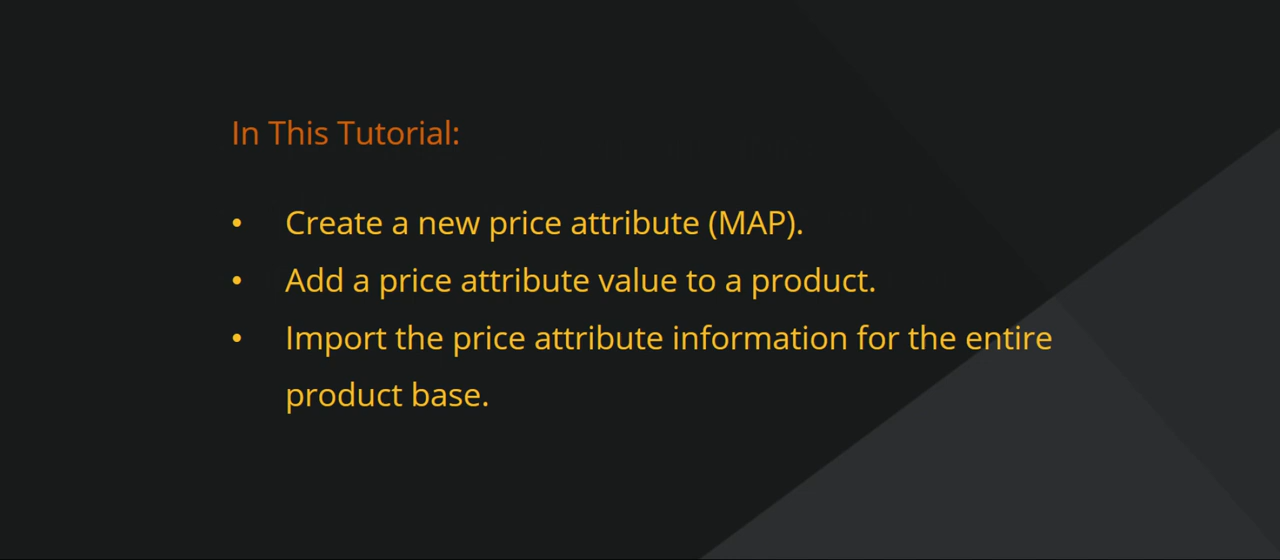 In This Tutorial:
• Create a new price attribute (MAP).
• Add a price attribute value to a product.
• Import the price attribute information for the entire
product base.